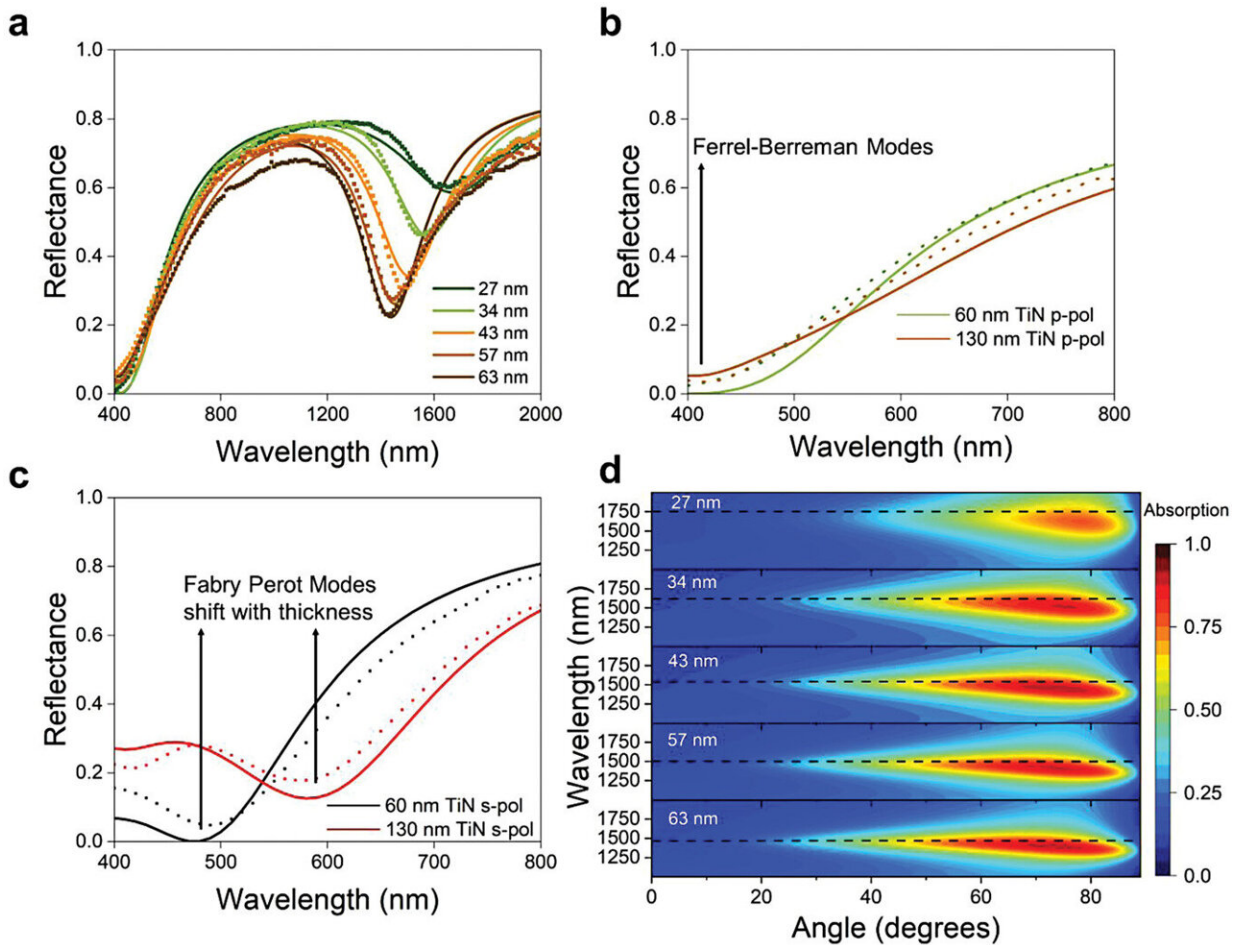 a
1.0
0.8
0.6
0.4
0.2
0.0
Reflectance
400
800
1200
1600
2000
Wavelength (nm)
27 nm
34 nm
43 nm
57 nm
63 nm
b
1.0
0.8
0.6
0.4
0.2
0.0
Reflectance
Ferrel-Berreman Modes
60 nm TiN p-pol
130 nm TiN p-pol
400
500
600
700
800
Wavelength (nm)
c
1.0
0.8
0.6
0.4
0.2
0.0
Reflectance
Fabry Perot Modes
shift with thickness
60 nm TiN s-pol
130 nm TiN s-pol
400
500
600
700
800
Wavelength (nm)
d
27 nm
1750
1500
1250
34 nm
1750
1500
1250
43 nm
1750
1500
1250
57 nm
1750
1500
1250
63 nm
1750
1500
1250
Wavelength (nm)
0
20
40
60
80
Angle (degrees)
Absorption
1.0
0.75
0.50
0.25
0.0